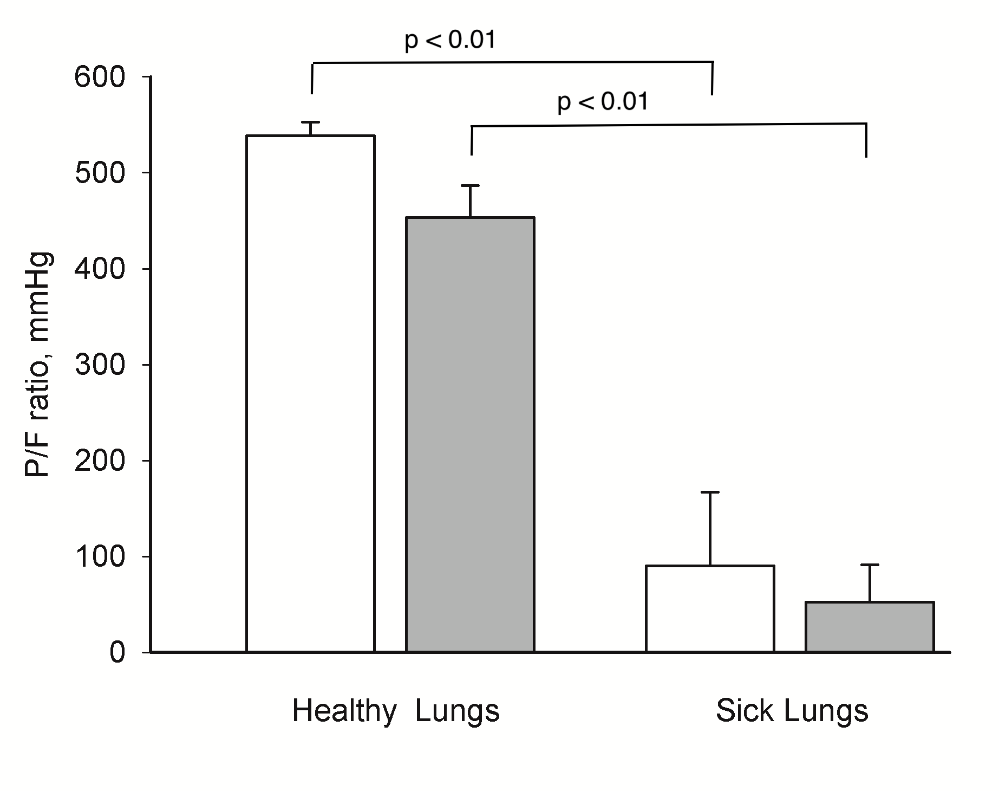 p < 0.01
p < 0.01
600
500
400
300
200
100
0
P/F ratio, mmHg
Healthy Lungs
Sick Lungs